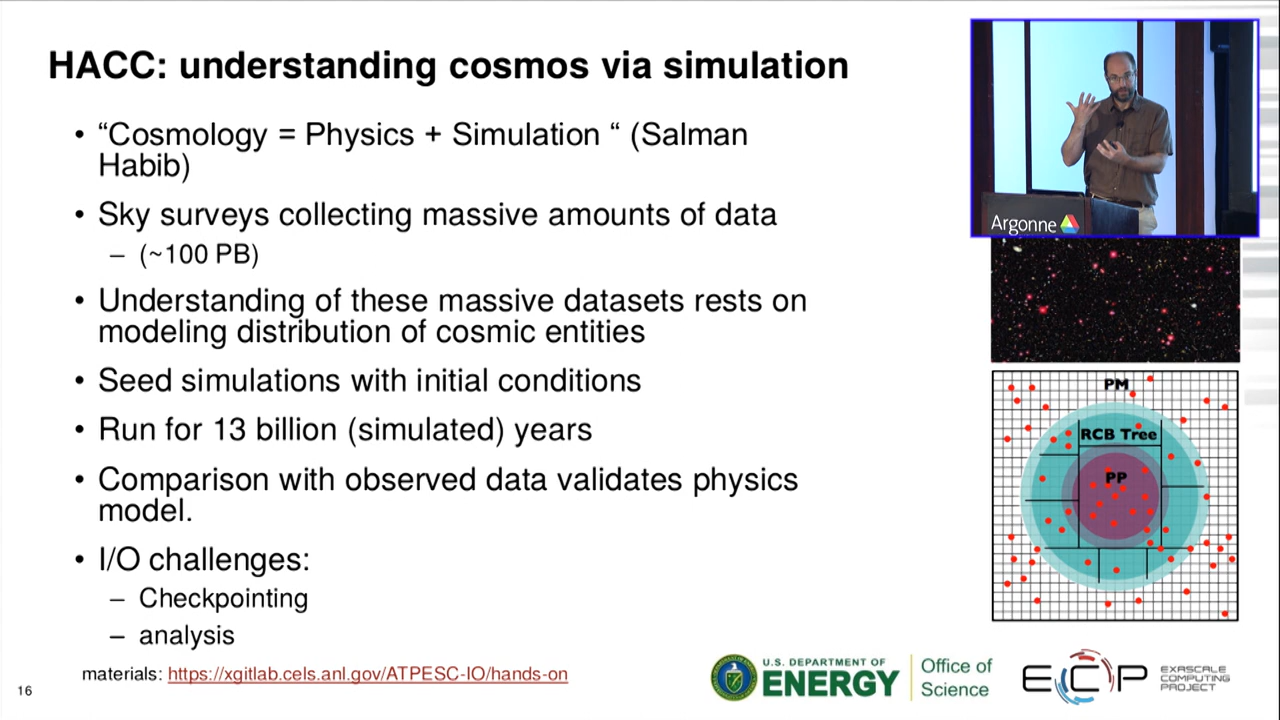 HACC: understanding cosmos via simulation
• “Cosmology = Physics + Simulation “ (Salman
Habib)
• Sky surveys collecting massive amounts of data
– (~100 PB)
• Understanding of these massive datasets rests on
modeling distribution of cosmic entities
• Seed simulations with initial conditions
• Run for 13 billion (simulated) years
• Comparison with observed data validates physics
model.
• I/O challenges:
– Checkpointing
– analysis
materials: https://xgitlab.cels.anl.gov/ATPESC-IO/hands-on
16
Argonne
PM
RCB Tree
PP
U.S. DEPARTMENT OF
ENERGY
Office of
Science
ECP
EXASCALE
COMPUTING
PROJECT